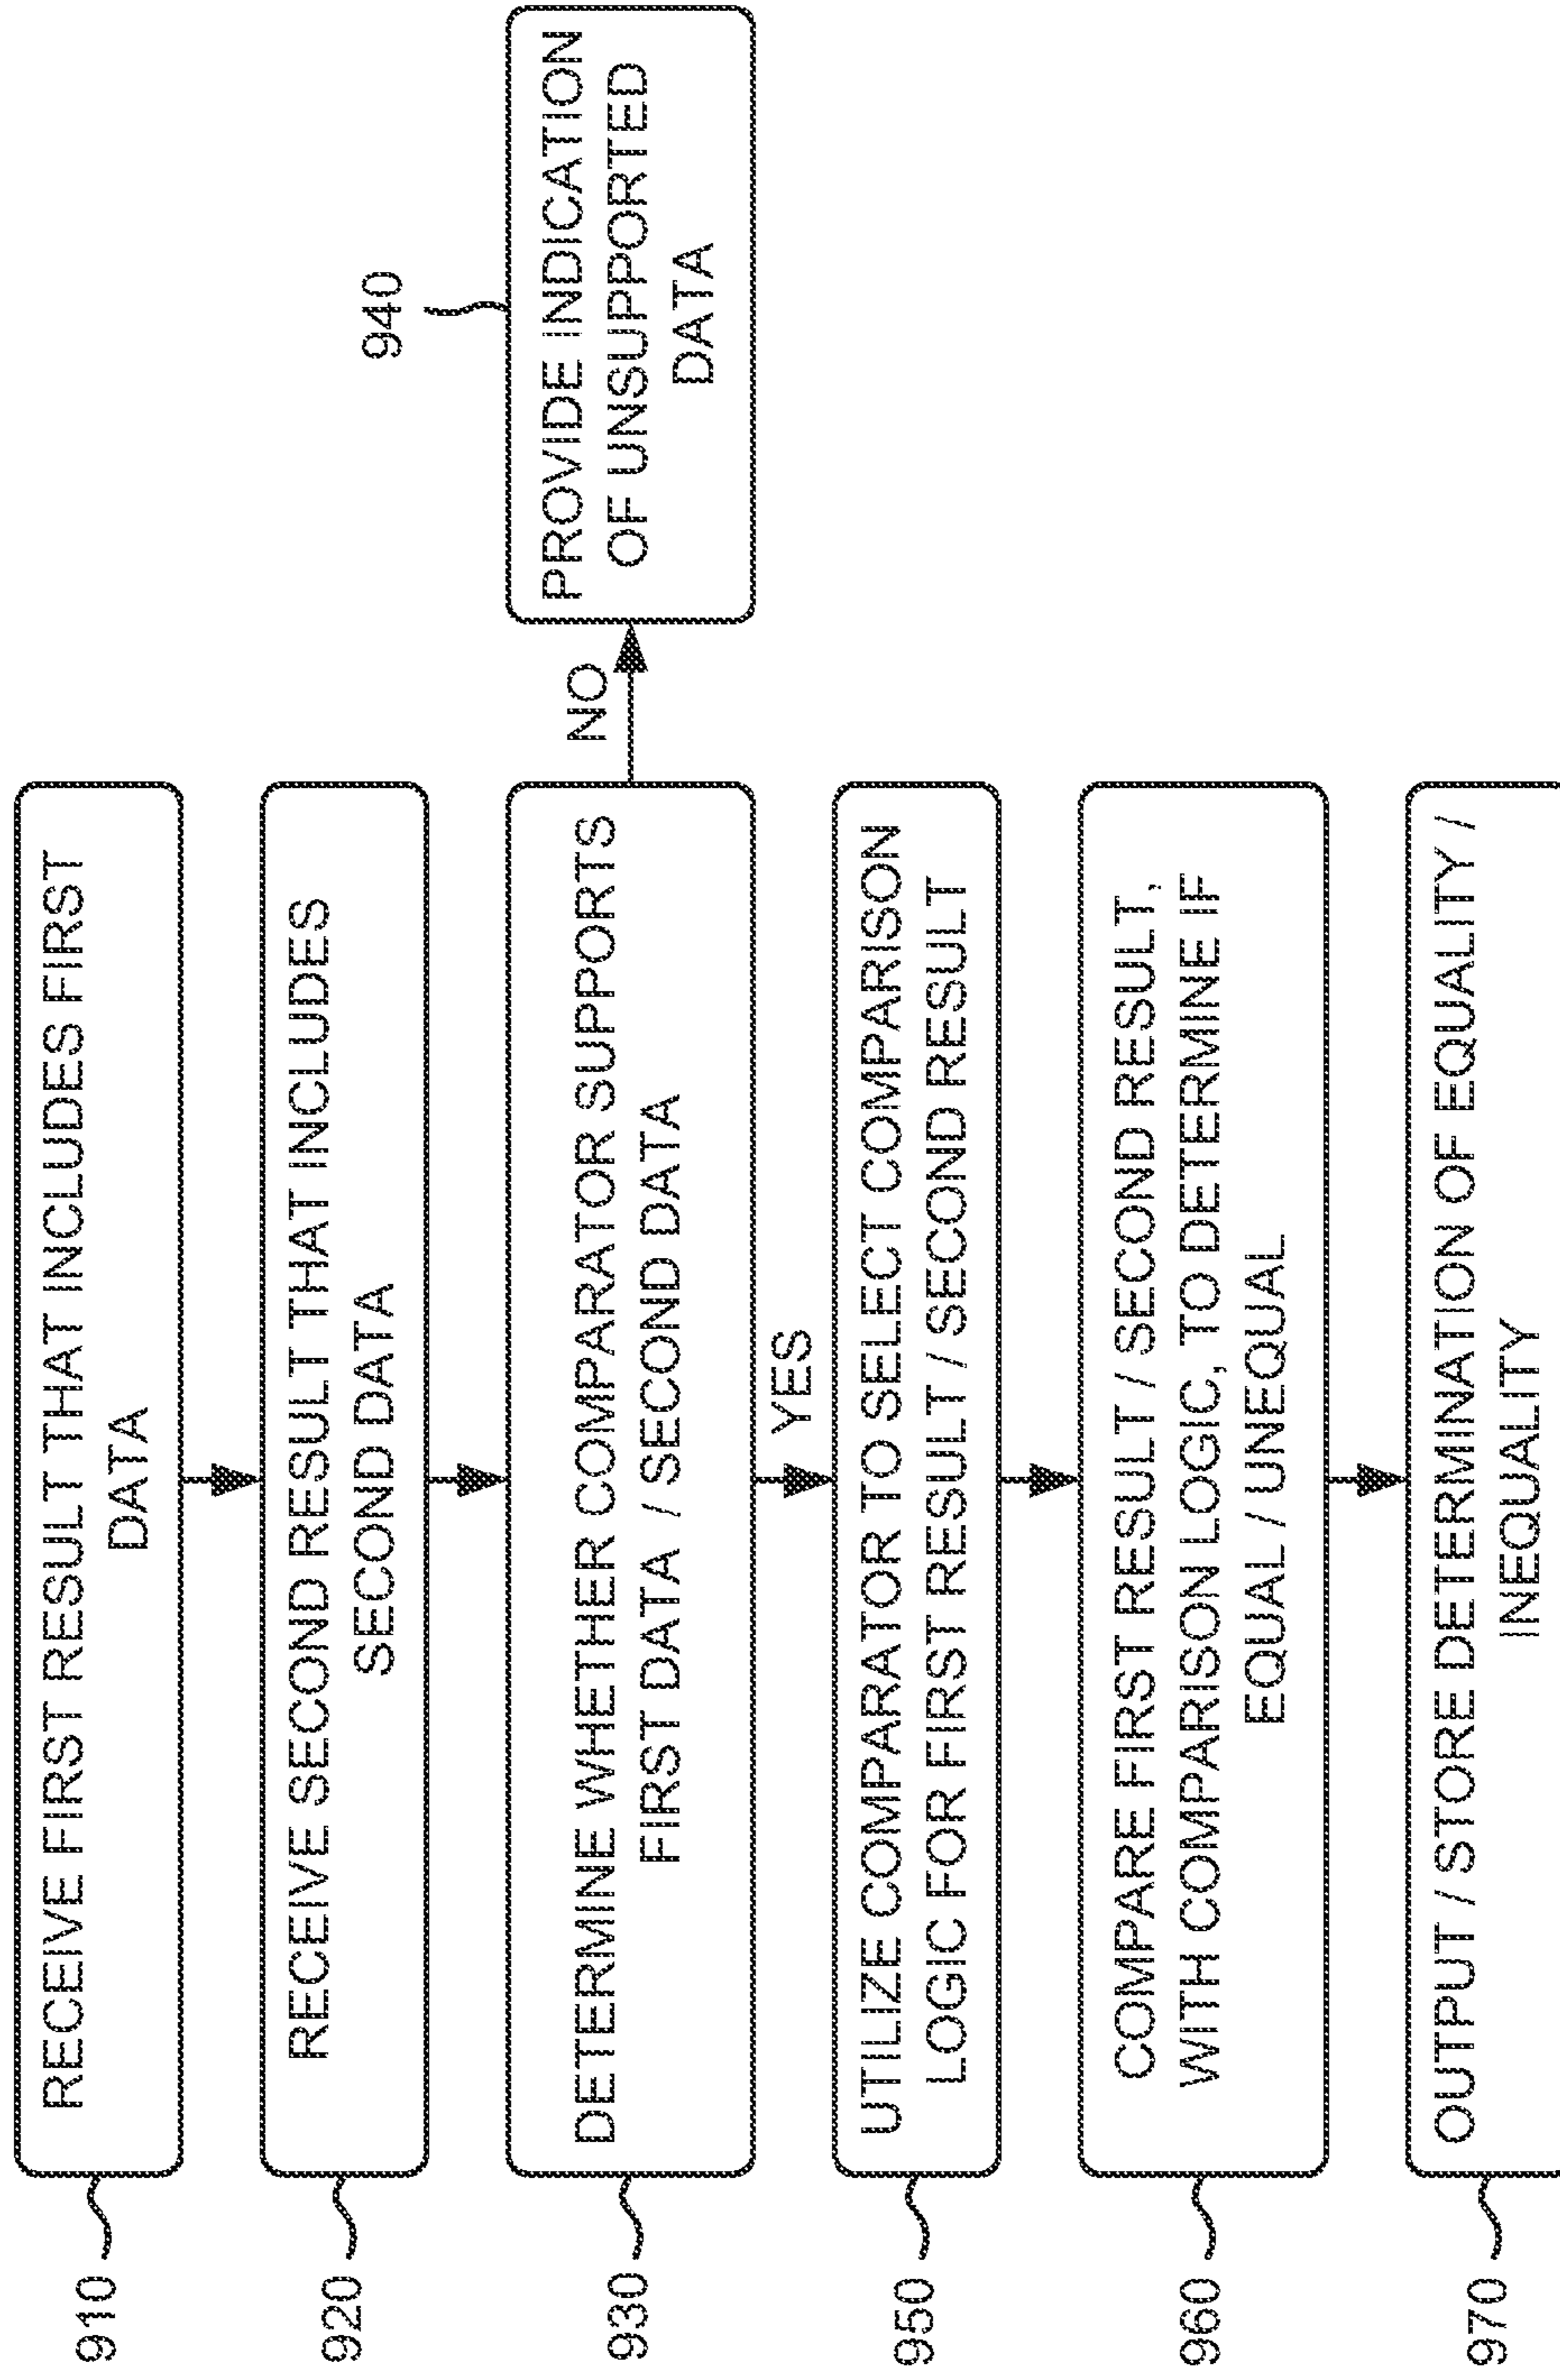 910
RECEIVE FIRST RESULT THAT INCLUDES FIRST
DATA
920
RECEIVE SECOND RESULT THAT INCLUDES
SECOND DATA
930
DETERMINE WHETHER COMPARATOR SUPPORTS
FIRST DATA / SECOND DATA
NO
940
PROVIDE INDICATION
OF UNSUPPORTED
DATA
YES
950
UTILIZE COMPARATOR TO SELECT COMPARISON
LOGIC FOR FIRST RESULT / SECOND RESULT
960
COMPARE FIRST RESULT / SECOND RESULT,
WITH COMPARISON LOGIC, TO DETERMINE IF
EQUAL / UNEQUAL
970
OUTPUT / STORE DETERMINATION OF EQUALITY /
INEQUALITY